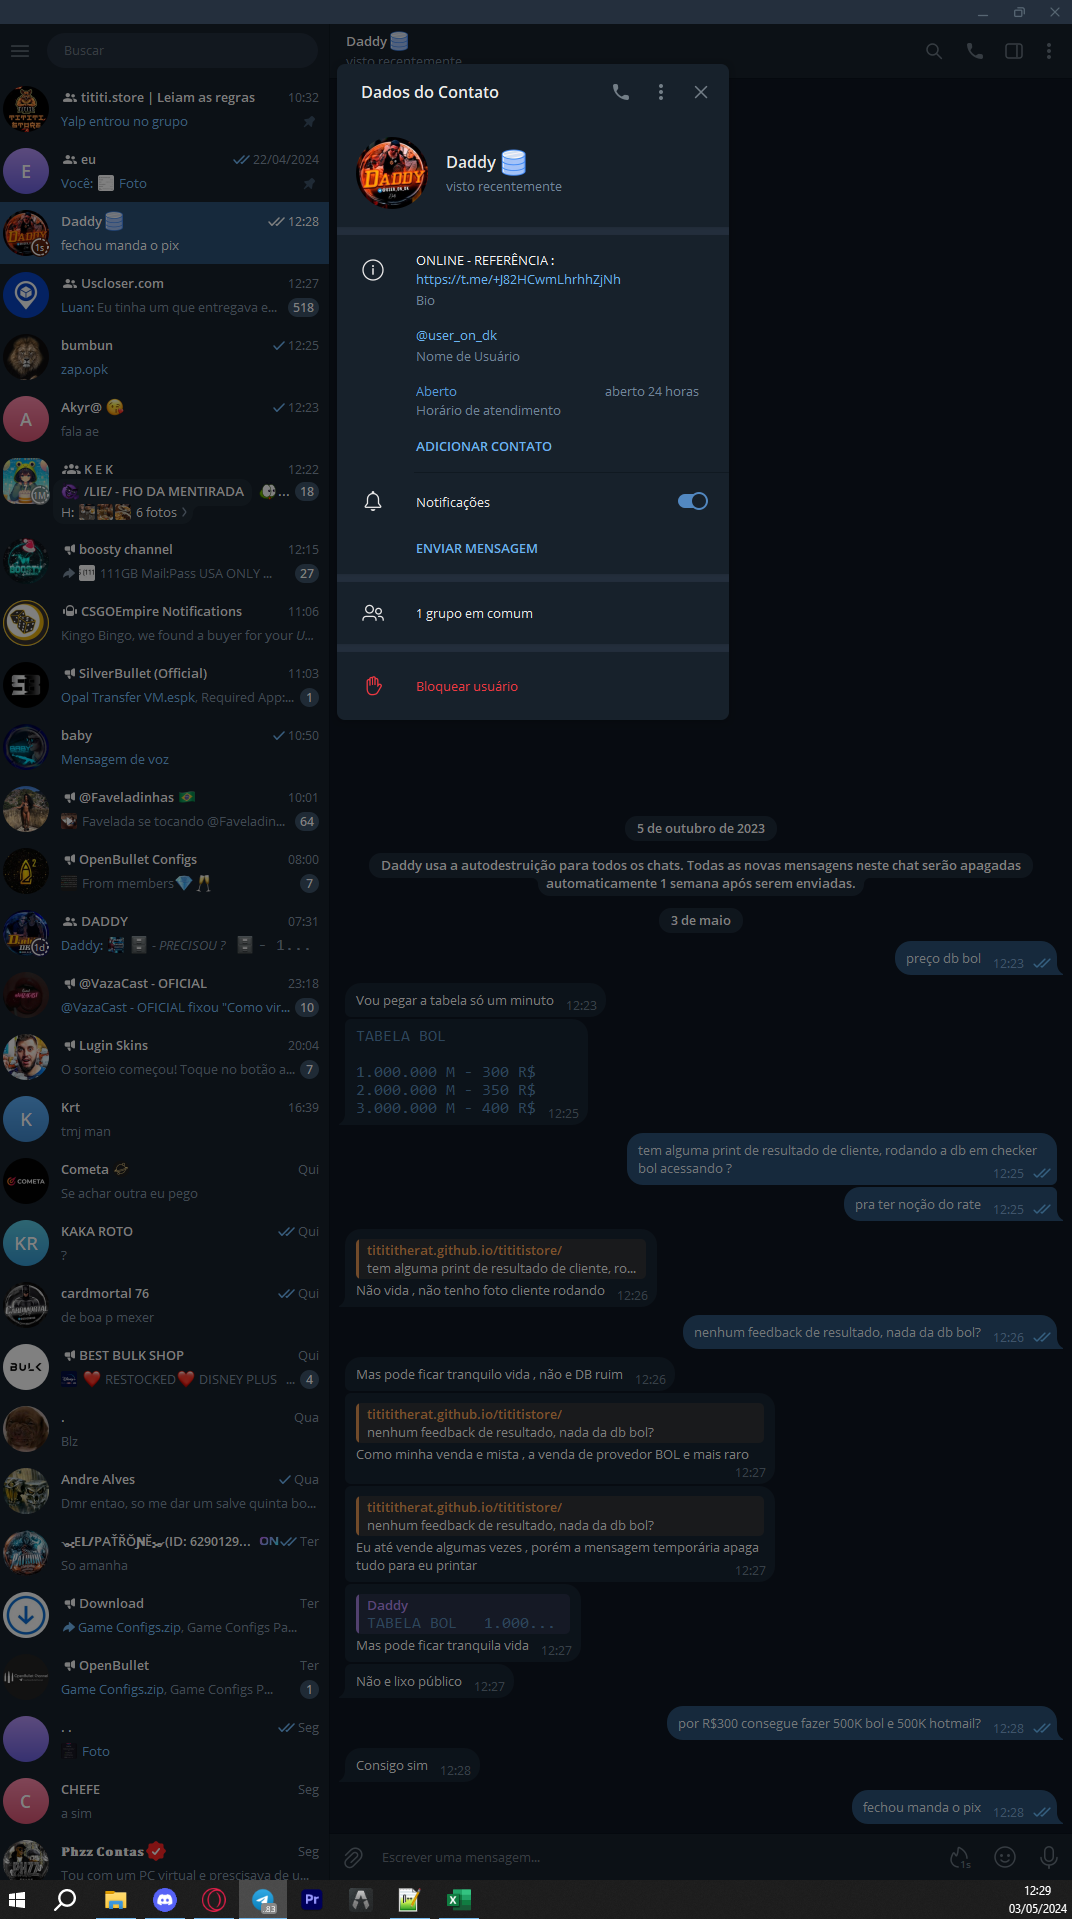 Buscar
tititi.store | Leiam as regras 10:32
Yalp entrou no grupo
E
eu 22/04/2024
Você: Foto
Daddy 12:28
fechou manda o pix
1s
Uscloser.com 12:27
Luan: Eu tinha um que entregava e... 518
bumbun 12:25
zap.opk
A
Akyr@ 😘 12:23
fala ae
K E K 12:22
/LIE/ - FIO DA MENTIRADA ... 18
H: 6 fotos >
1M
boosty channel 12:15
111GB Mail:Pass USA ONLY ... 27
CSGOEmpire Notifications 11:06
Kingo Bingo, we found a buyer for your U...
SilverBullet (Official) 11:03
Opal Transfer VM.espk, Required App:... 1
baby 10:50
Mensagem de voz
@Faveladinhas 🇧🇷 10:01
Favelada se tocando @Faveladin... 64
OpenBullet Configs 08:00
From members💎🥂 7
DADDY 07:31
Daddy: - PRECISOU ? - 1...
1d
@VazaCast - OFICIAL 23:18
@VazaCast - OFICIAL fixou "Como vir... 10
Lugin Skins 20:04
O sorteio começou! Toque no botão a... 7
K
Krt 16:39
tmj man
COMETA
Cometa Qui
Se achar outra eu pego
KR
KAKA ROTO Qui
?
cardmortal 76 Qui
de boa p mexer
BULK
BEST BULK SHOP Qui
❤️ RESTOCKED❤️ DISNEY PLUS ... 4
. Qua
Blz
Andre Alves Qua
Dmr entao, so me dar um salve quinta bo...
(ID: 6290129... ON Ter
So amanha
Download Ter
Game Configs.zip, Game Configs Pa...
OpenBullet Ter
Game Configs.zip, Game Configs P... 1
. . Seg
Foto
C
CHEFE Seg
a sim
Phzz Contas Seg
Tou com um PC virtual e prescisava de u...
Daddy
visto recentemente
Dados do Contato
DADDY
Daddy
visto recentemente
ONLINE - REFERÊNCIA :
https://t.me/+J82HCwmLhrhhZjNh
Bio
@user_on_dk
Nome de Usuário
Aberto aberto 24 horas
Horário de atendimento
ADICIONAR CONTATO
Notificações
ENVIAR MENSAGEM
1 grupo em comum
Bloquear usuário
5 de outubro de 2023
Daddy usa a autodestruição para todos os chats. Todas as novas mensagens neste chat serão apagadas
automaticamente 1 semana após serem enviadas.
3 de maio
preço db bol 12:23
Vou pegar a tabela só um minuto 12:23
TABELA BOL
1.000.000 M - 300 R$
2.000.000 M - 350 R$
3.000.000 M - 400 R$ 12:25
tem alguma print de resultado de cliente, rodando a db em checker
bol acessando ? 12:25
pra ter noção do rate 12:25
titititherat.github.io/tititistore/
tem alguma print de resultado de cliente, ro...
Não vida , não tenho foto cliente rodando 12:26
nenhum feedback de resultado, nada da db bol? 12:26
Mas pode ficar tranquilo vida , não e DB ruim 12:26
titititherat.github.io/tititistore/
nenhum feedback de resultado, nada da db bol?
Como minha venda e mista , a venda de provedor BOL e mais raro
12:27
titititherat.github.io/tititistore/
nenhum feedback de resultado, nada da db bol?
Eu até vende algumas vezes , porém a mensagem temporária apaga
tudo para eu printar 12:27
Daddy
TABELA BOL 1.000...
Mas pode ficar tranquila vida 12:27
Não e lixo público 12:27
por R$300 consegue fazer 500K bol e 500K hotmail? 12:28
Consigo sim 12:28
fechou manda o pix 12:28
Escrever uma mensagem...
1s
.83
Pr
12:29
03/05/2024